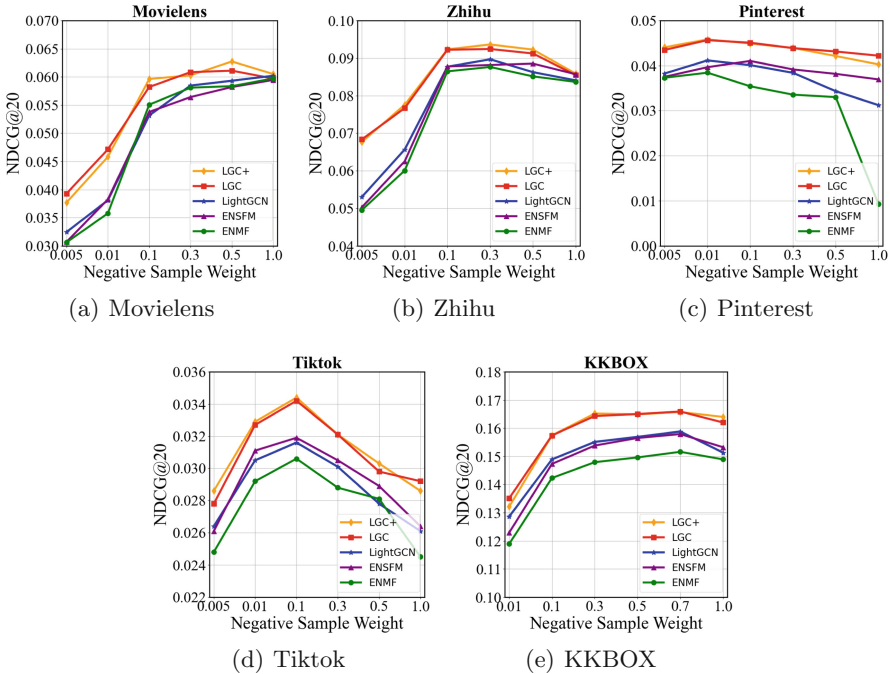 Movielens
NDCG@20
0.070
0.065
0.060
0.055
0.050
0.045
0.040
0.035
0.030
LGC+
LGC
LightGCN
ENSFM
ENMF
0.005 0.01 0.1 0.3 0.5 1.0
Negative Sample Weight
(a) Movielens
Zhihu
NDCG@20
0.10
0.09
0.08
0.07
0.06
0.05
0.04
LGC+
LGC
LightGCN
ENSFM
ENMF
0.005 0.01 0.1 0.3 0.5 1.0
Negative Sample Weight
(b) Zhihu
Pinterest
NDCG@20
0.05
0.04
0.03
0.02
0.01
0.00
LGC+
LGC
LightGCN
ENSFM
ENMF
0.005 0.01 0.1 0.3 0.5 1.0
Negative Sample Weight
(c) Pinterest
Tiktok
NDCG@20
0.036
0.034
0.032
0.030
0.028
0.026
0.024
0.022
LGC+
LGC
LightGCN
ENSFM
ENMF
0.005 0.01 0.1 0.3 0.5 1.0
Negative Sample Weight
(d) Tiktok
KKBOX
NDCG@20
0.18
0.17
0.16
0.15
0.14
0.13
0.12
0.11
0.10
LGC+
LGC
LightGCN
ENSFM
ENMF
0.01 0.1 0.3 0.5 0.7 1.0
Negative Sample Weight
(e) KKBOX